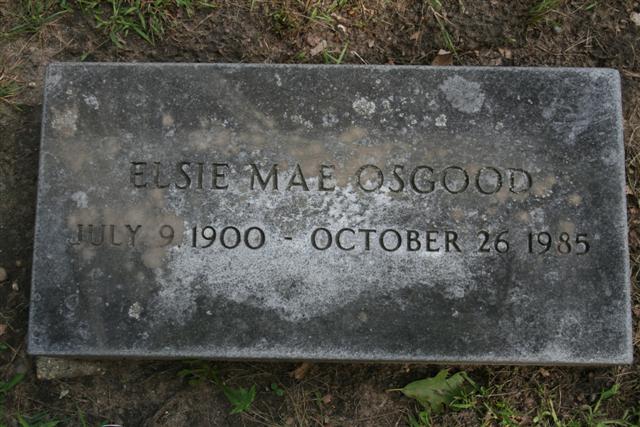 ELSIE MAE OSGOOD
JULY 9 1900 - OCTOBER 26 1985